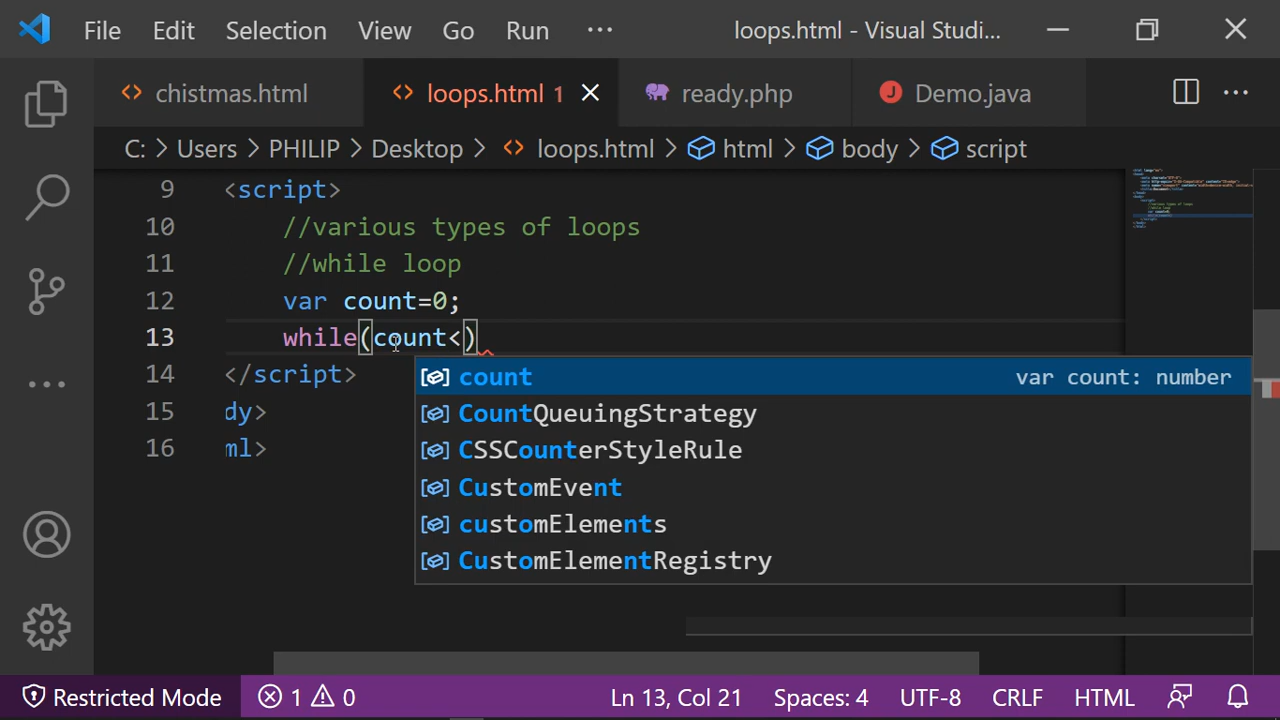 File Edit Selection View Go Run ··· loops.html - Visual Studi...
chistmas.html loops.html 1 ready.php J Demo.java
C: > Users > PHILIP > Desktop > loops.html > html > body > script
9 <script>
10 //various types of loops
11 //while loop
12 var count=0;
13 while(count<)
count var count: number
14 </script>
CountQueuingStrategy
15 dy>
CSSCounterStyleRule
16 ml>
CustomEvent
customElements
CustomElementRegistry
Restricted Mode 1 0 Ln 13, Col 21 Spaces: 4 UTF-8 CRLF HTML